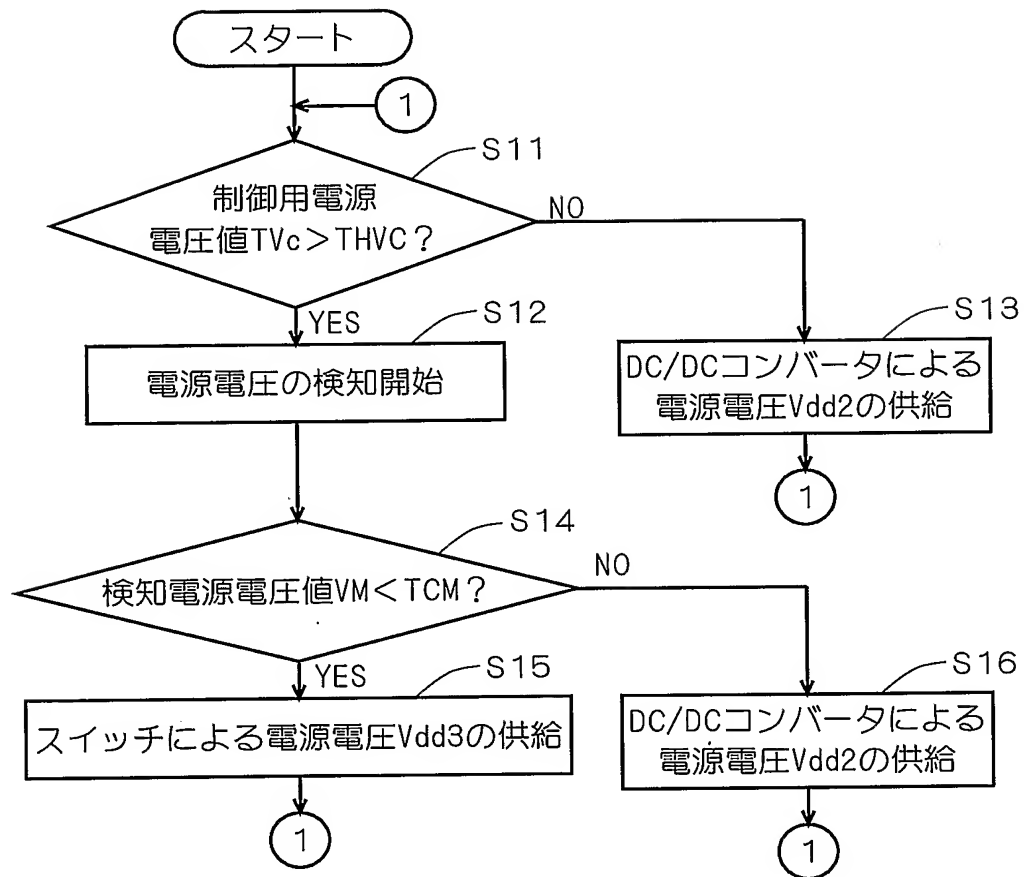 スタート
1
S11
制御用電源
電圧値TVc>THVC?
NO
YES
S12
電源電圧の検知開始
S13
DC/DCコンバータによる
電源電圧Vdd2の供給
1
S14
検知電源電圧値VM<TCM?
NO
YES
S15
スイッチによる電源電圧Vdd3の供給
1
S16
DC/DCコンバータによる
電源電圧Vdd2の供給
1